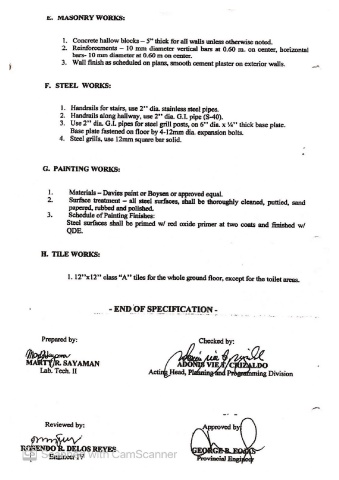 E. MASONRY WORKS:
1. Concrete hallow blocks – 5" thick for all walls unless otherwise noted.
2. Reinforcements – 10 mm diameter vertical bars at 0.60 m. on center, horizontal
bars- 10 mm diameter at 0.60 m on center.
3. Wall finish as scheduled on plans, smooth cement plaster on exterior walls.
F. STEEL WORKS:
1. Handrails for stairs, use 2" dia. stainless steel pipes.
2. Handrails along hallway, use 2" dia. G.I. pipe (S-40).
3. Use 2" dia. G.I. pipes for steel grill posts, on 6" dia. x ¼" thick base plate.
Base plate fastened on floor by 4-12mm dia. expansion bolts.
4. Steel grills, use 12mm square bar solid.
G. PAINTING WORKS:
1. Materials – Davies paint or Boysen or approved equal.
2. Surface treatment – all steel surfaces, shall be thoroughly cleaned, puttied, sand
papered, rubbed and polished.
3. Schedule of Painting Finishes:
Steel surfaces shall be primed w/ red oxide primer at two coats and finished w/
QDE.
H. TILE WORKS:
1. 12"x12" class "A" tiles for the whole ground floor, except for the toilet areas.
- END OF SPECIFICATION -
Prepared by: Checked by:
MARTY R. SAYAMAN ADONIS VIE T. CRIZALDO
Lab. Tech. II Acting Head, Planning and Programming Division
Reviewed by: Approved by:
ROSENDO R. DELOS REYES GEORGE B.
Engineer IV Provincial Engineer
with CamScanner